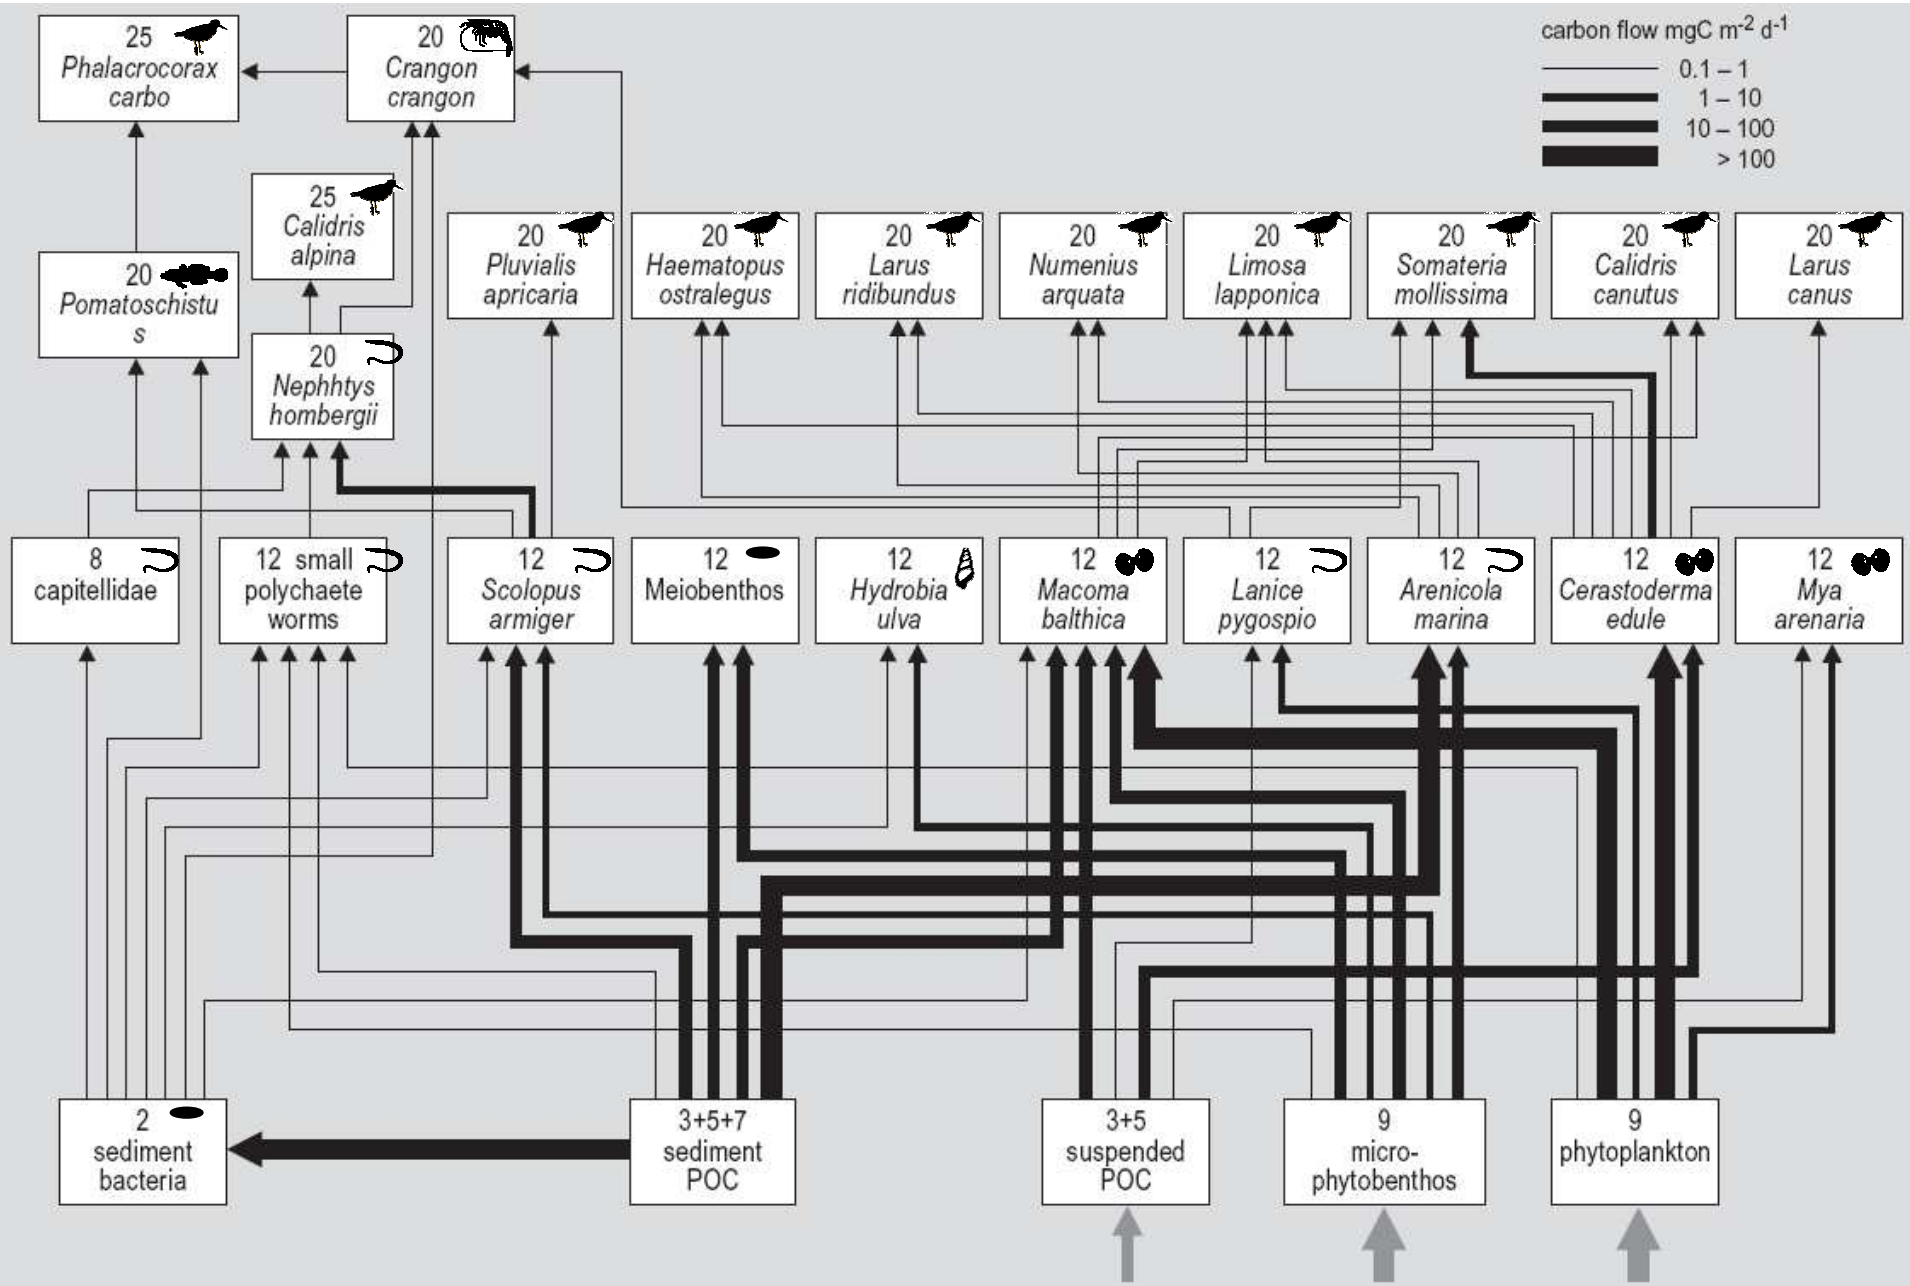 25
Phalacrocorax
carbo
20
Crangon
crangon
carbon flow mgC m-2 d-1
0.1 – 1
1 – 10
10 – 100
> 100
25
Calidris
alpina
20
Pomatoschistu
s
20
Pluvialis
apricaria
20
Haematopus
ostralegus
20
Larus
ridibundus
20
Numenius
arquata
20
Limosa
lapponica
20
Somateria
mollissima
20
Calidris
canutus
20
Larus
canus
20
Nephhtys
hombergii
8
capitellidae
12 small
polychaete
worms
12
Scolopus
armiger
12
Meiobenthos
12
Hydrobia
ulva
12
Macoma
balthica
12
Lanice
pygospio
12
Arenicola
marina
12
Cerastoderma
edule
12
Mya
arenaria
2
sediment
bacteria
3+5+7
sediment
POC
3+5
suspended
POC
9
micro-
phytobenthos
9
phytoplankton